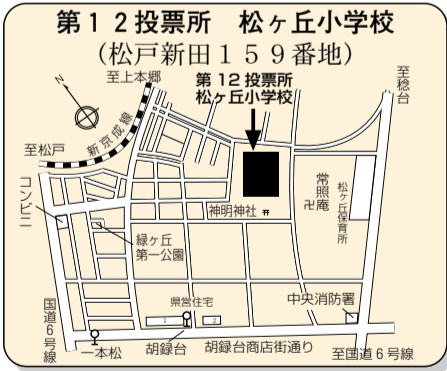 第12投票所 松ヶ丘小学校
(松戸新田159番地)
至上本郷
第12投票所
松ヶ丘小学校
至稔台
N
新京成線
至松戸
コンビニ
常照庵
卍
松ヶ丘保育所
神明神社
緑ヶ丘
第一公園
県営住宅
1
2
中央消防署
国道6号線
一本松
胡録台
胡録台商店街通り
至国道6号線